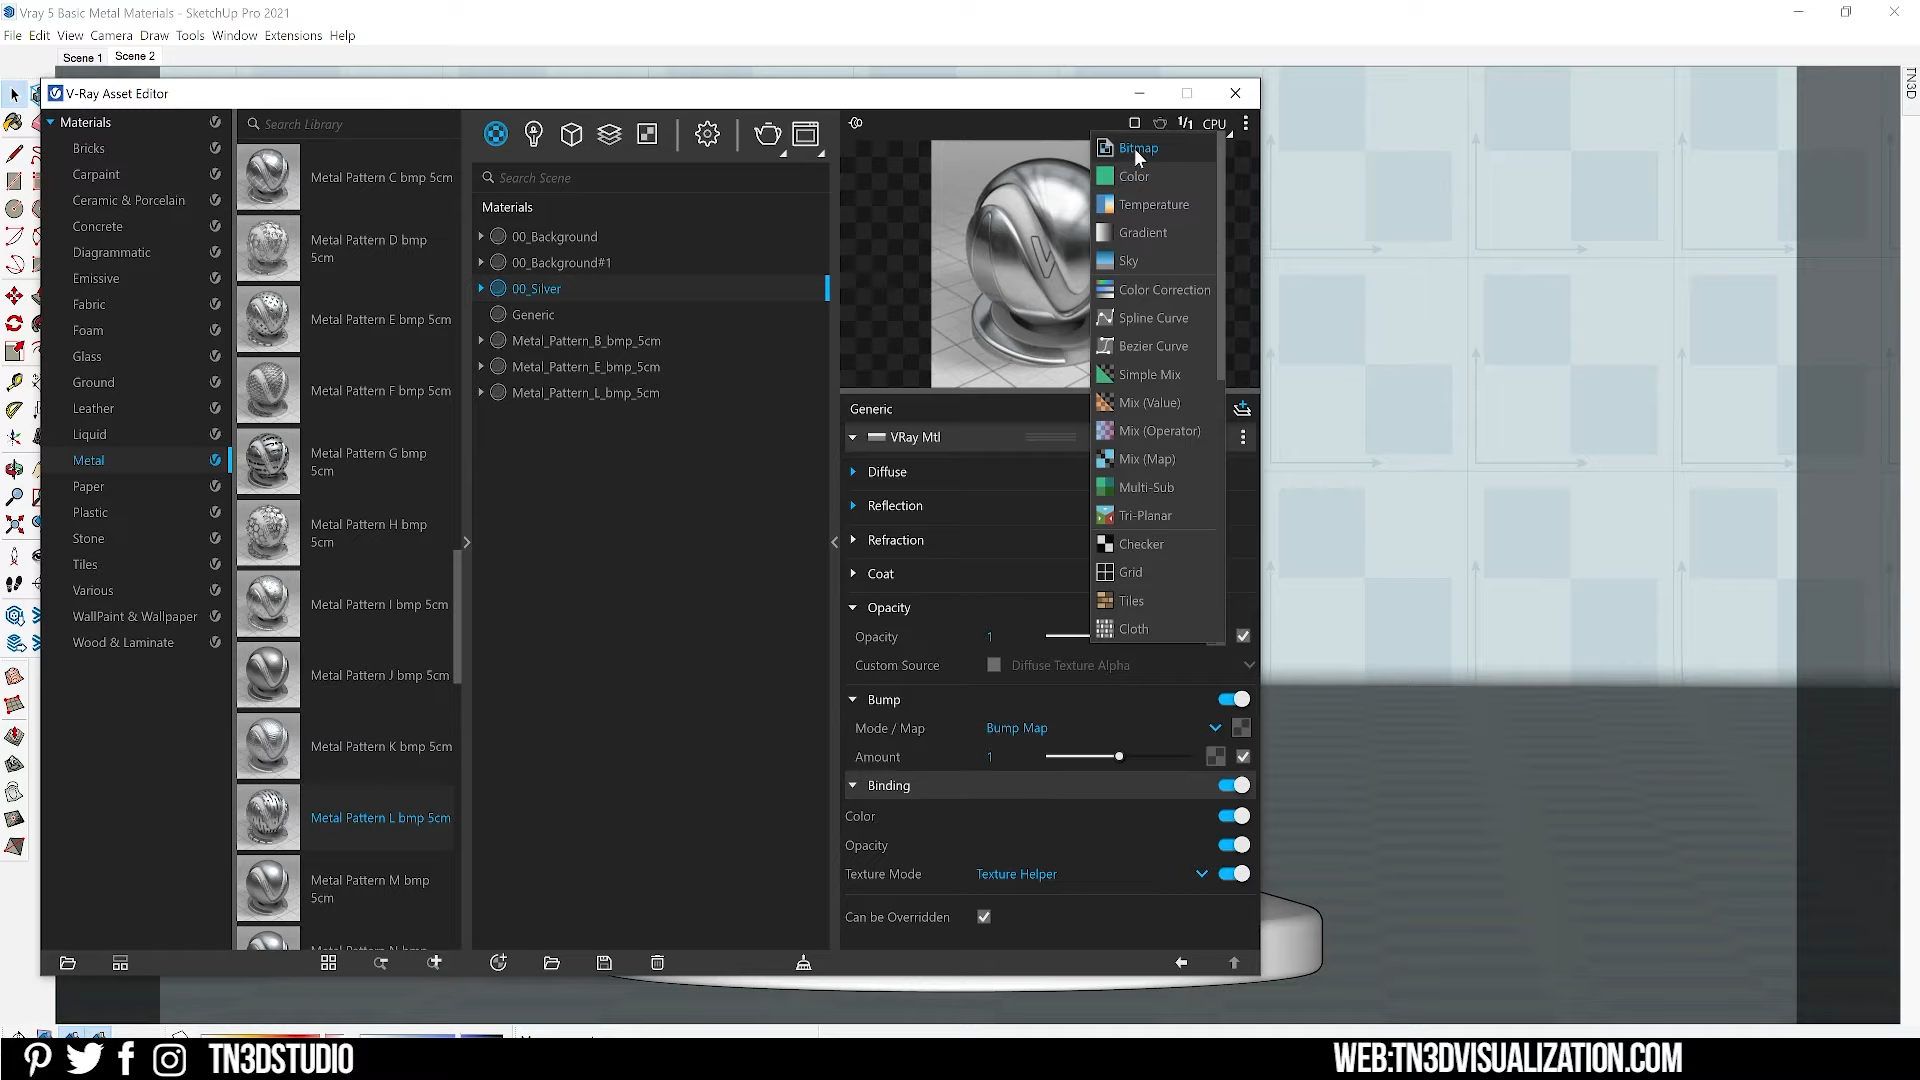 Vray 5 Basic Metal Materials - SketchUp Pro 2021
File Edit View Camera Draw Tools Window Extensions Help
Scene 1 Scene 2
TN3D
V-Ray Asset Editor
Materials
Bricks
Carpaint
Ceramic & Porcelain
Concrete
Diagrammatic
Emissive
Fabric
Foam
Glass
Ground
Leather
Liquid
Metal
Paper
Plastic
Stone
Tiles
Various
WallPaint & Wallpaper
Wood & Laminate
Search Library
Metal Pattern C bmp 5cm
Metal Pattern D bmp
5cm
Metal Pattern E bmp 5cm
Metal Pattern F bmp 5cm
Metal Pattern G bmp
5cm
Metal Pattern H bmp
5cm
Metal Pattern I bmp 5cm
Metal Pattern J bmp 5cm
Metal Pattern K bmp 5cm
Metal Pattern L bmp 5cm
Metal Pattern M bmp
5cm
Search Scene
Materials
00_Background
00_Background#1
00_Silver
Generic
Metal_Pattern_B_bmp_5cm
Metal_Pattern_E_bmp_5cm
Metal_Pattern_L_bmp_5cm
1/1 CPU
Bitmap
Color
Temperature
Gradient
Sky
Color Correction
Spline Curve
Bezier Curve
Simple Mix
Mix (Value)
Mix (Operator)
Mix (Map)
Multi-Sub
Tri-Planar
Checker
Grid
Tiles
Cloth
Generic
VRay Mtl
Diffuse
Reflection
Refraction
Coat
Opacity
Opacity 1
Custom Source Diffuse Texture Alpha
Bump
Mode / Map Bump Map
Amount 1
Binding
Color
Opacity
Texture Mode Texture Helper
Can be Overridden
TN3DSTUDIO
WEB:TN3DVISUALIZATION.COM